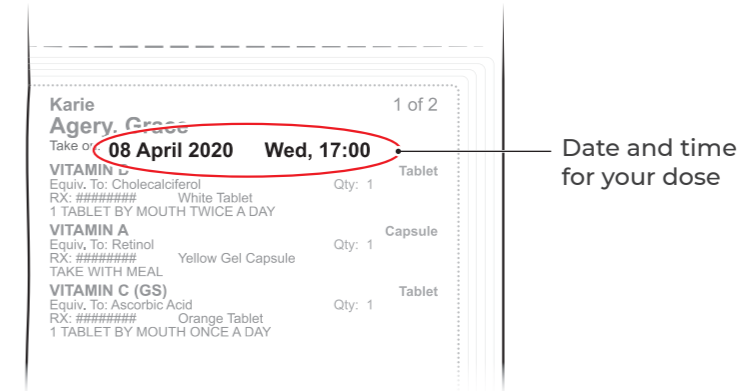 Karie 1 of 2
Agery, Grace
Take on: 08 April 2020 Wed, 17:00
VITAMIN D Tablet
Equiv. To: Cholecalciferol Qty: 1
RX: ######## White Tablet
1 TABLET BY MOUTH TWICE A DAY
VITAMIN A Capsule
Equiv. To: Retinol Qty: 1
RX: ######## Yellow Gel Capsule
TAKE WITH MEAL
VITAMIN C (GS) Tablet
Equiv. To: Ascorbic Acid Qty: 1
RX: ######## Orange Tablet
1 TABLET BY MOUTH ONCE A DAY
Date and time
for your dose